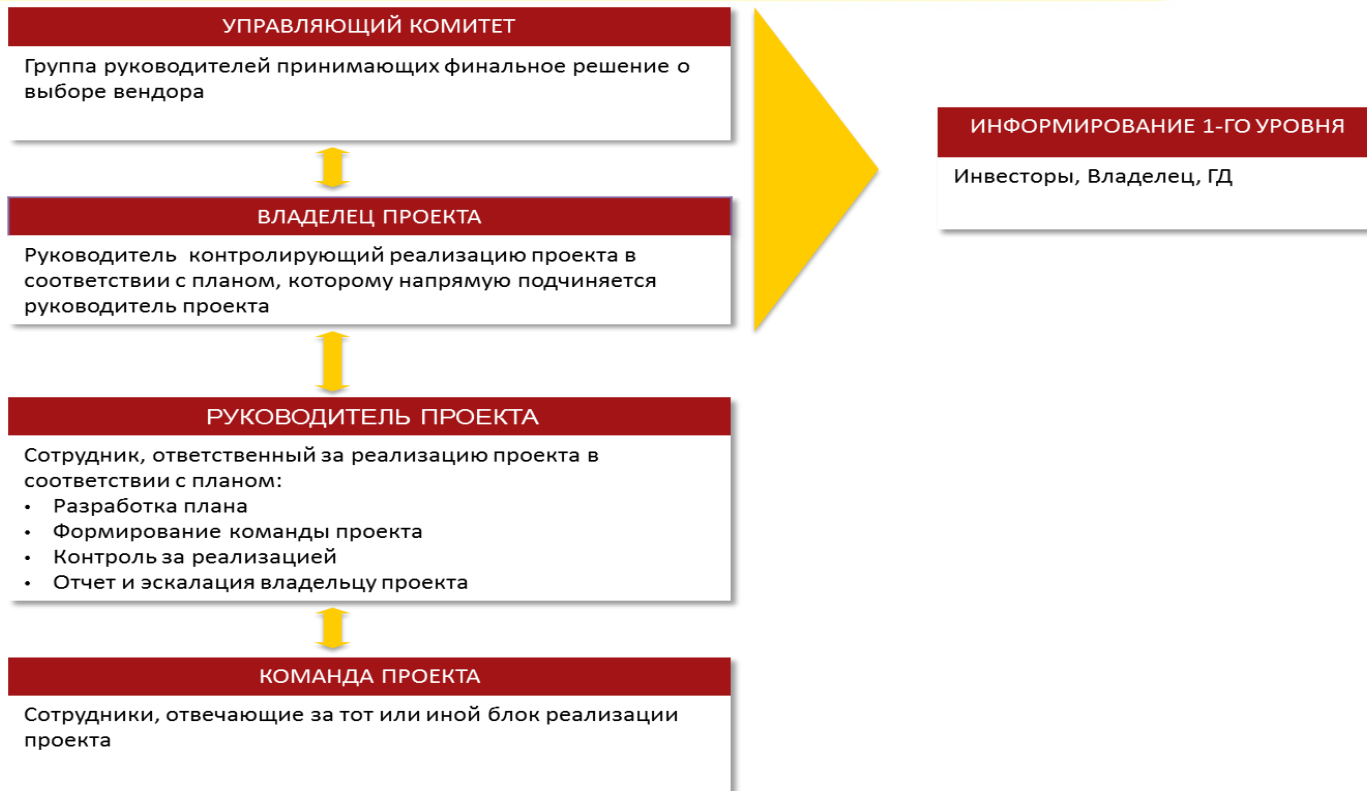 УПРАВЛЯЮЩИЙ КОМИТЕТ
Группа руководителей принимающих финальное решение о
выборе вендора
ВЛАДЕЛЕЦ ПРОЕКТА
Руководитель контролирующий реализацию проекта в
соответствии с планом, которому напрямую подчиняется
руководитель проекта
РУКОВОДИТЕЛЬ ПРОЕКТА
Сотрудник, ответственный за реализацию проекта в
соответствии с планом:
• Разработка плана
• Формирование команды проекта
• Контроль за реализацией
• Отчет и эскалация владельцу проекта
КОМАНДА ПРОЕКТА
Сотрудники, отвечающие за тот или иной блок реализации
проекта
ИНФОРМИРОВАНИЕ 1-ГО УРОВНЯ
Инвесторы, Владелец, ГД